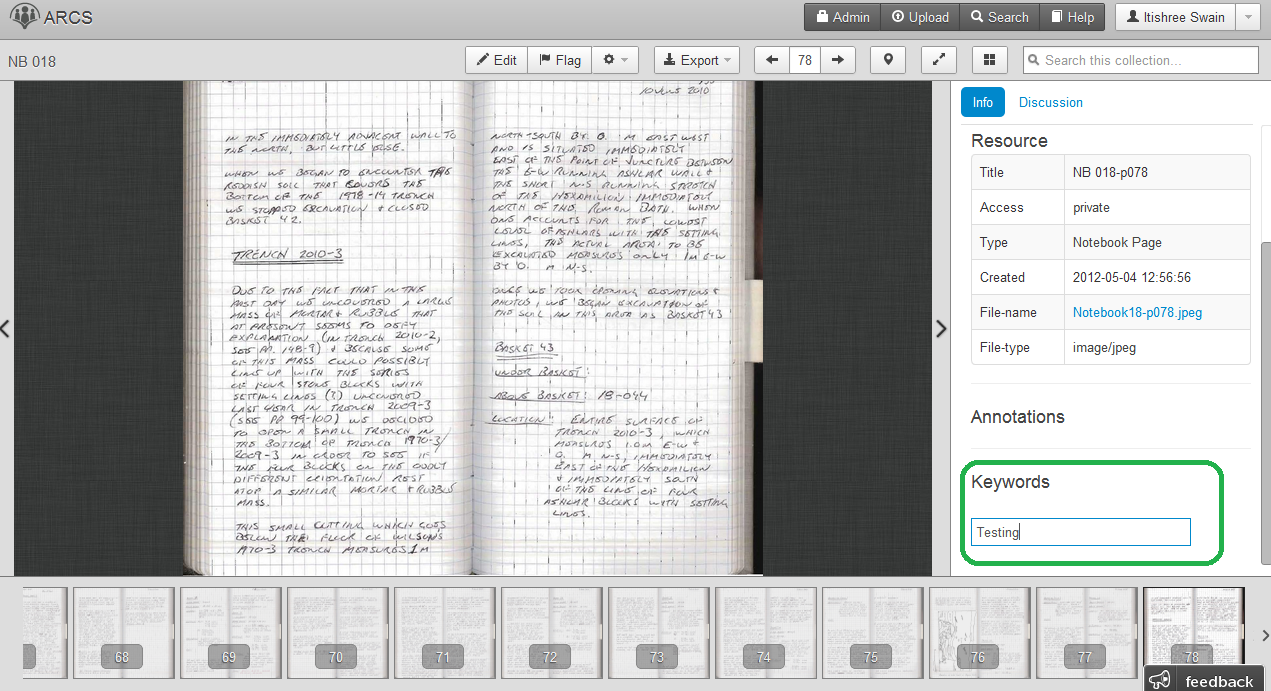 ARCS
Admin
Upload
Search
Help
Itishree Swain
NB 018
Edit
Flag
Export
78
Search this collection...
IN THE IMMEDIATELY ADJACENT WALL TO
THE NORTH, BUT LITTLE ELSE.
WHEN WE BEGAN TO ENCOUNTER THE
REDDISH SOIL THAT COVERS THE
BOTTOM OF THE 1978-14 TRENCH
WE STOPPED EXCAVATION & CLOSED
BASKET 42.
TRENCH 2010-3
DUE TO THE FACT THAT IN THE
PAST DAY WE UNCOVERED A LARGE
MASS OF MORTAR & RUBBLE THAT
AT PRESENT SEEMS TO DEFY
EXPLANATION (IN TRENCH 2010-2,
SEE PP. 148-9) & BECAUSE SOME
OF THIS MASS COULD POSSIBLY
LINE UP WITH THE SERIES
OF FOUR STONE BLOCKS WITH
SETTING LINES (?) UNCOVERED
LAST YEAR IN TRENCH 2009-3
(SEE PP 99-100) WE DECIDED
TO OPEN A SMALL TRENCH IN
THE BOTTOM OF TRENCH 1970-3/
2009-3 IN ORDER TO SEE IF
THE FOUR BLOCKS ON THE ODDLY
DIFFERENT ORIENTATION REST
ATOP A SIMILAR MORTAR & RUBBLE
MASS.
THIS SMALL CUTTING WHICH GOES
BELOW THE FLOOR OF WILSON'S
1970-3 TRENCH MEASURES 1 M
2010
NORTH-SOUTH BY 0. M EAST WEST
AND IS SITUATED IMMEDIATELY
EAST OF THE POINT OF JUNCTURE BETWEEN
THE E-W RUNNING ASHLAR WALL &
THE SHORT N-S RUNNING STRETCH
OF THE HEXAMILION IMMEDIATELY
NORTH OF THE ROMAN BATH. WHEN
ONE ACCOUNTS FOR THE LOWEST
LEVEL OF ASHLARS WITH THE SETTING
LINES, THE ACTUAL AREA TO BE
EXCAVATED MEASURES ONLY 1M E-W
BY 0. M N-S.
ONCE WE TOOK OPENING ELEVATIONS &
PHOTOS, WE BEGAN EXCAVATION OF
THE SOIL IN THIS AREA AS BASKET 43
BASKET 43
UNDER BASKET:
ABOVE BASKET: 18-044
LOCATION: ENTIRE SURFACE OF
TRENCH 2010-3, WHICH
MEASURES 1.0M E-W &
0. M N-S, IMMEDIATELY
EAST OF THE HEXAMILION
& IMMEDIATELY SOUTH
OF THE LINE OF FOUR
ASHLAR BLOCKS WITH SETTING
LINES.
Info
Discussion
Resource
Title NB 018-p078
Access private
Type Notebook Page
Created 2012-05-04 12:56:56
File-name Notebook18-p078.jpeg
File-type image/jpeg
Annotations
Keywords
Testing
68
69
70
71
72
73
74
75
76
77
78
feedback